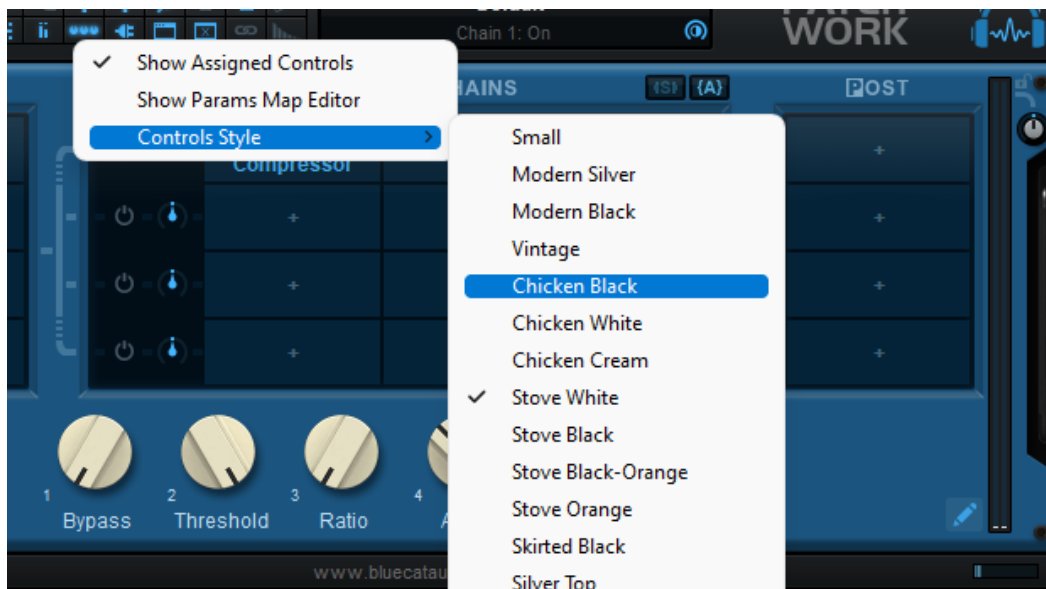 Chain 1: On
WORK
Show Assigned Controls
Show Params Map Editor
Controls Style
{S} {A}
POST
Compressor
Small
Modern Silver
Modern Black
Vintage
Chicken Black
Chicken White
Chicken Cream
Stove White
Stove Black
Stove Black-Orange
Stove Orange
Skirted Black
Silver Top
+
+
+
+
+
+
+
1
2
3
4
Bypass
Threshold
Ratio
www.bluecatau